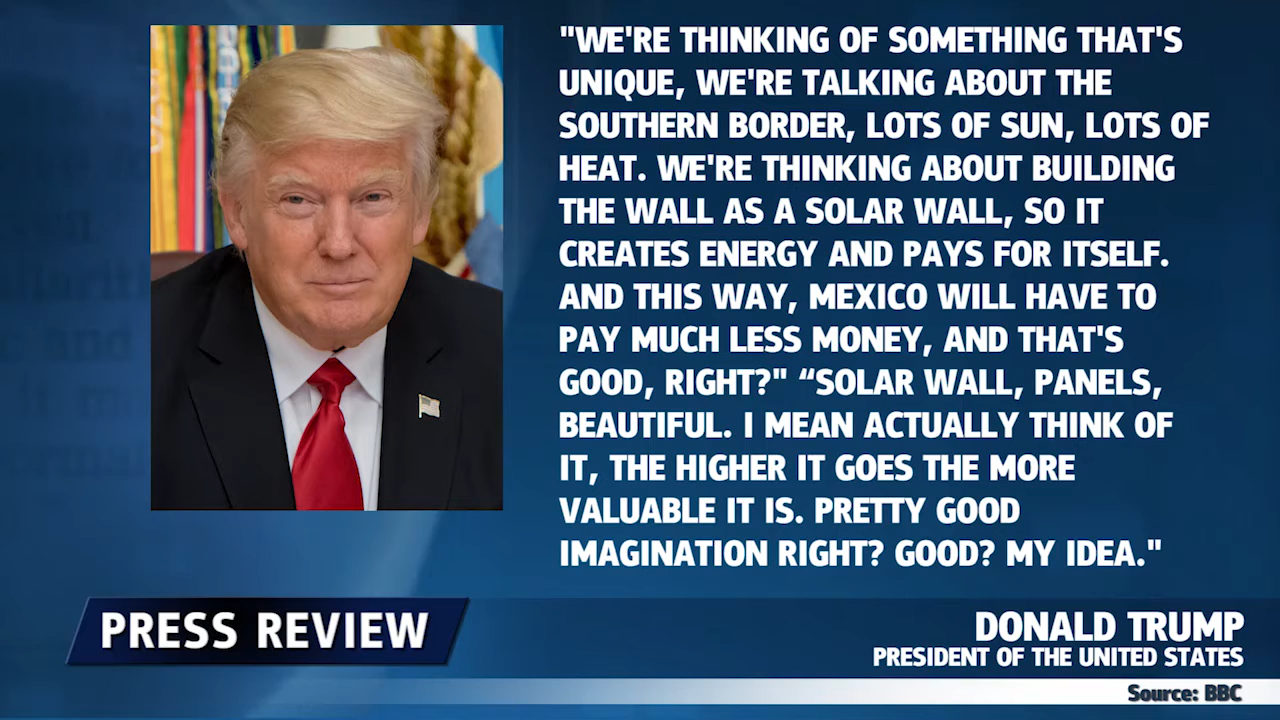 "WE'RE THINKING OF SOMETHING THAT'S
UNIQUE, WE'RE TALKING ABOUT THE
SOUTHERN BORDER, LOTS OF SUN, LOTS OF
HEAT. WE'RE THINKING ABOUT BUILDING
THE WALL AS A SOLAR WALL, SO IT
CREATES ENERGY AND PAYS FOR ITSELF.
AND THIS WAY, MEXICO WILL HAVE TO
PAY MUCH LESS MONEY, AND THAT'S
GOOD, RIGHT?" “SOLAR WALL, PANELS,
BEAUTIFUL. I MEAN ACTUALLY THINK OF
IT, THE HIGHER IT GOES THE MORE
VALUABLE IT IS. PRETTY GOOD
IMAGINATION RIGHT? GOOD? MY IDEA."
PRESS REVIEW
DONALD TRUMP
PRESIDENT OF THE UNITED STATES
Source: BBC